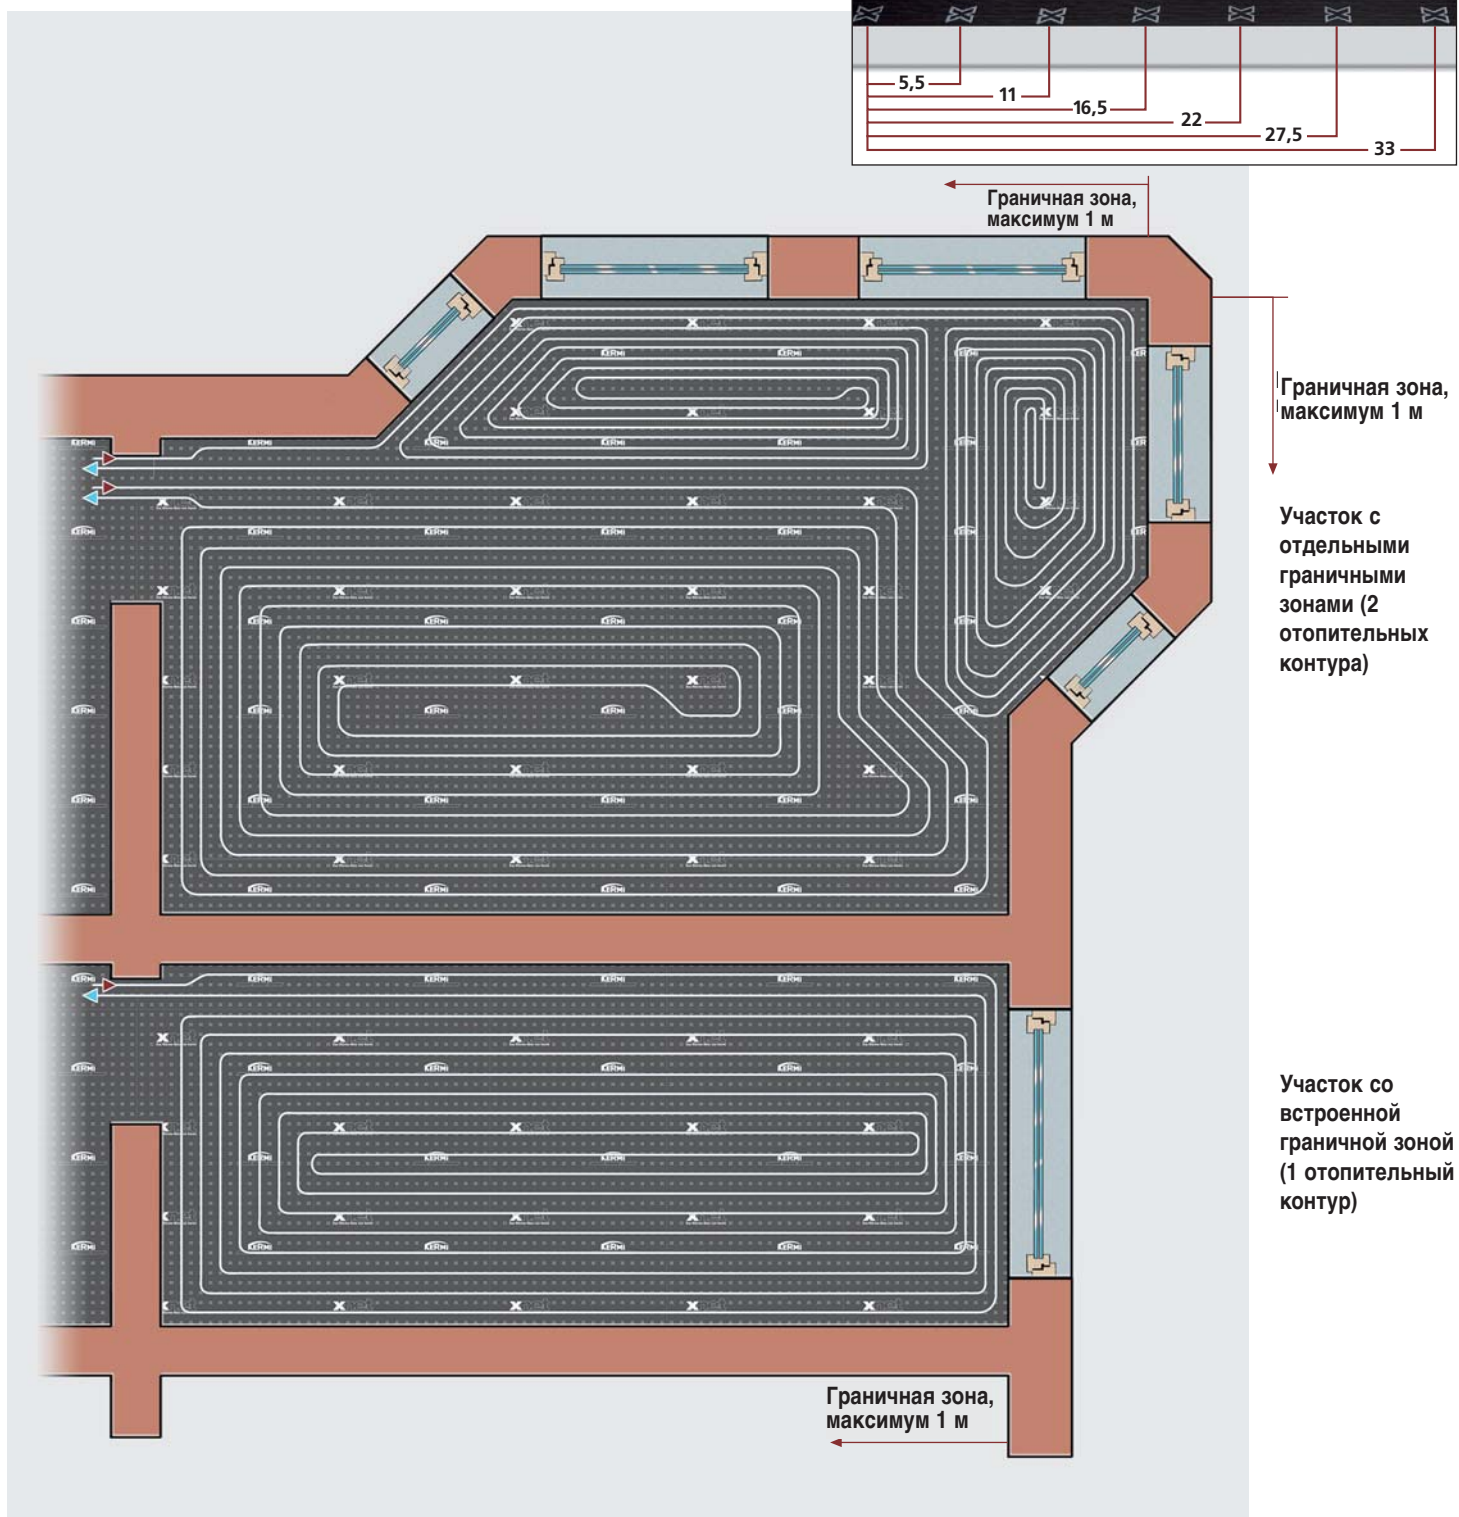 5,5
11
16,5
22
27,5
33
Граничная зона,
максимум 1 м
Граничная зона,
максимум 1 м
Участок с
отдельными
граничными
зонами (2
отопительных
контура)
Участок со
встроенной
граничной зоной
(1 отопительный
контур)
Граничная зона,
максимум 1 м